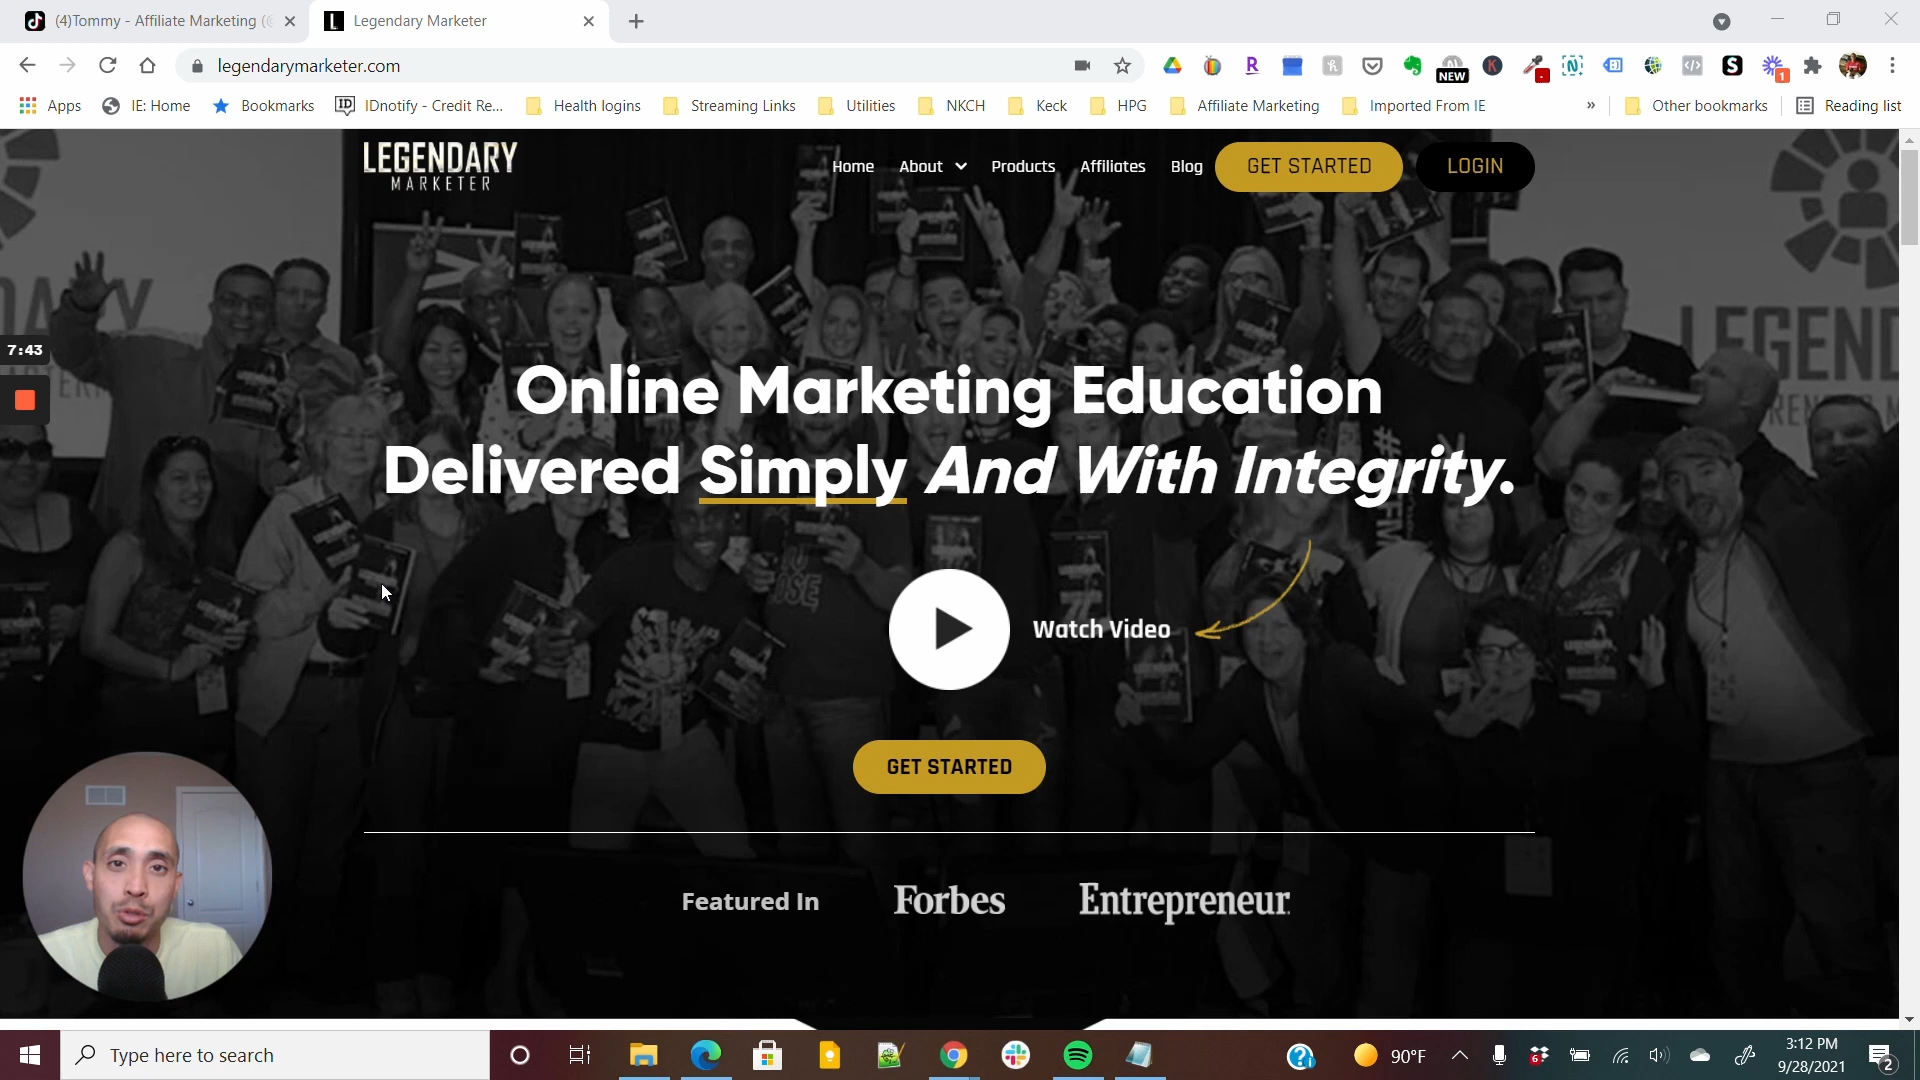 (4)Tommy - Affiliate Marketing (@
Legendary Marketer
legendarymarketer.com
NEW
1
Apps
IE: Home
Bookmarks
IDnotify - Credit Re...
Health logins
Streaming Links
Utilities
NKCH
Keck
HPG
Affiliate Marketing
Imported From IE
»
Other bookmarks
Reading list
LEGENDARY
MARKETER
Home
About
Products
Affiliates
Blog
GET STARTED
LOGIN
7:43
Online Marketing Education
Delivered Simply And With Integrity.
Watch Video
GET STARTED
Featured In
Forbes
Entrepreneur
Type here to search
90°F
6
3:12 PM
9/28/2021
2